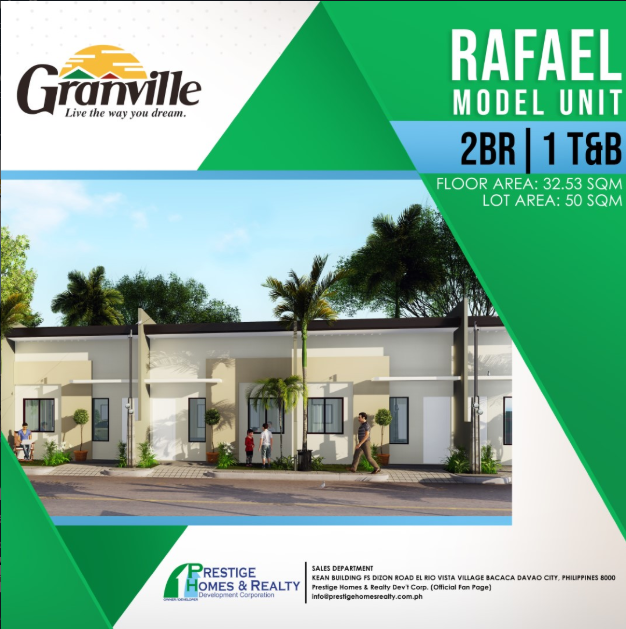 Granville
Live the way you dream.
RAFAEL
MODEL UNIT
2BR | 1 T&B
FLOOR AREA: 32.53 SQM
LOT AREA: 50 SQM
PRESTIGE
HOMES & REALTY
Development Corporation
OWNER & DEVELOPER
SALES DEPARTMENT
KEAN BUILDING FS DIZON ROAD EL RIO VISTA VILLAGE BACACA DAVAO CITY, PHILIPPINES 8000
Prestige Homes & Realty Dev't Corp. (Official Fan Page)
info@prestigehomesrealty.com.ph